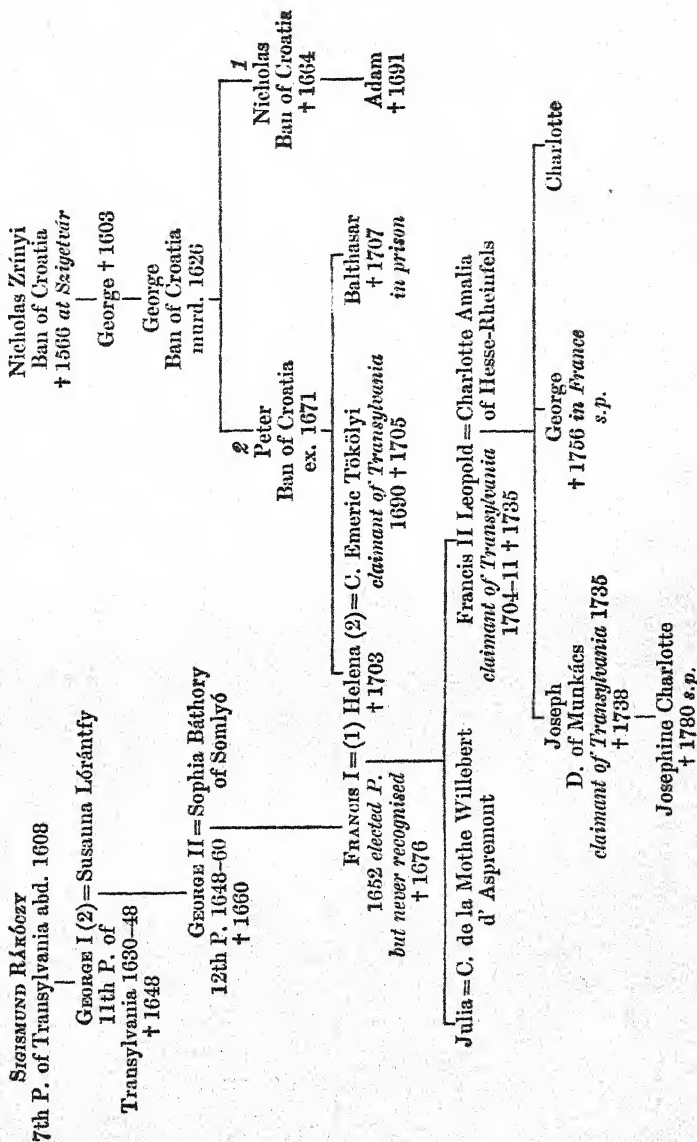 SIGISMUND RÁKÓCZY
7th P. of Transylvania abd. 1608
GEORGE I (2)=Susanna Lórántfy
11th P. of
Transylvania 1630–48
†1648
GEORGE II=Sophia Báthory
12th P. 1648–60 of Somlyó
†1660
Nicholas Zrínyi
Ban of Croatia
†1566 at Szigetvár
George †1603
George
Ban of Croatia
murd. 1626
2
Peter
Ban of Croatia
ex. 1671
1
Nicholas
Ban of Croatia
†1664
Adam
†1691
FRANCIS I=(1) Helena (2)=C. Emeric Tökölyi
1652 elected P. †1703 claimant of Transylvania
but never recognised 1690 †1705
†1676
Balthasar
†1707
in prison
Julia=C. de la Mothe Willebert
d' Aspremont
Francis II Leopold=Charlotte Amalia
claimant of Transylvania of Hesse-Rheinfels
1704–11 †1735
Joseph
D. of Munkács
claimant of Transylvania 1735
†1738
George
†1756 in France
s.p.
Charlotte
Josephine Charlotte
†1780 s.p.